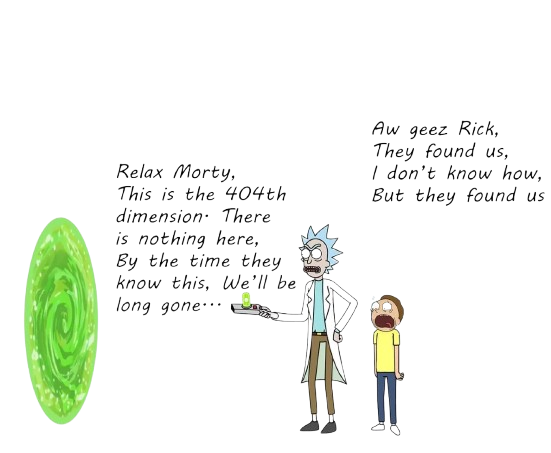 Aw geez Rick,
They found us,
I don't know how,
But they found us
Relax Morty,
This is the 404th
dimension. There
is nothing here,
By the time they
know this, We'll be
long gone...